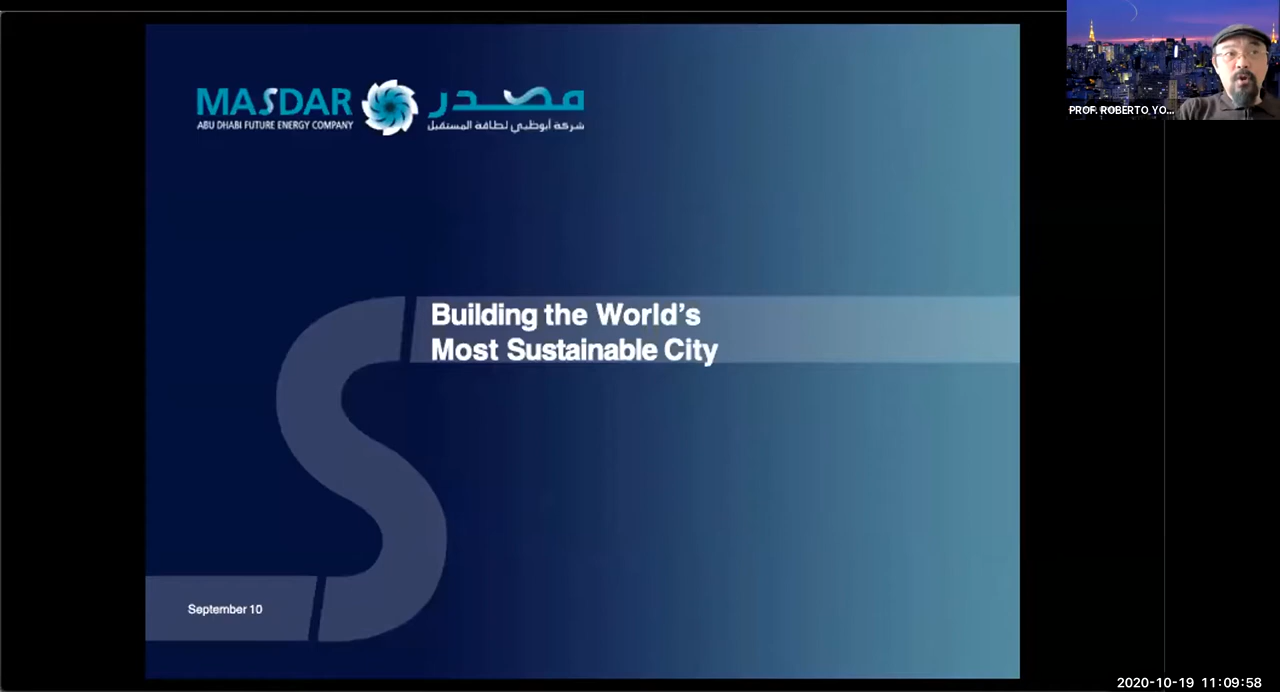 MASDAR
ABU DHABI FUTURE ENERGY COMPANY
مصدر
شركة أبوظبي لطاقة المستقبل
PROF. ROBERTO YO...
Building the World's
Most Sustainable City
September 10
2020-10-19 11:09:58